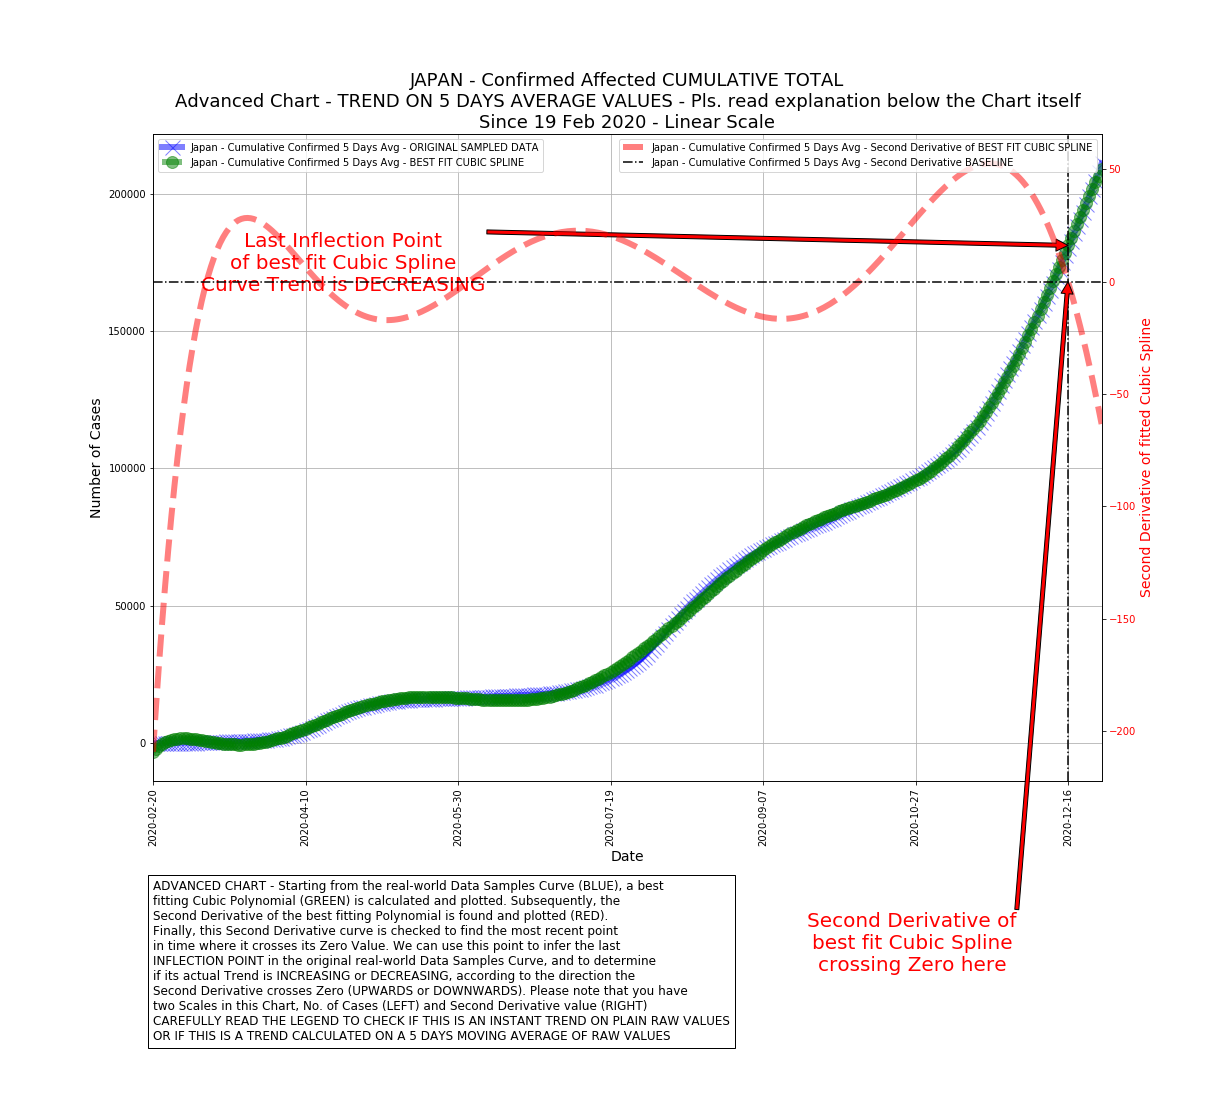 JAPAN - Confirmed Affected CUMULATIVE TOTAL
Advanced Chart - TREND ON 5 DAYS AVERAGE VALUES - Pls. read explanation below the Chart itself
Since 19 Feb 2020 - Linear Scale
Japan - Cumulative Confirmed 5 Days Avg - ORIGINAL SAMPLED DATA
Japan - Cumulative Confirmed 5 Days Avg - BEST FIT CUBIC SPLINE
Japan - Cumulative Confirmed 5 Days Avg - Second Derivative of BEST FIT CUBIC SPLINE
Japan - Cumulative Confirmed 5 Days Avg - Second Derivative BASELINE
Last Inflection Point
of best fit Cubic Spline
Curve Trend is DECREASING
Number of Cases
200000
150000
100000
50000
0
50
0
−50
−100
−150
−200
Second Derivative of fitted Cubic Spline
2020-02-20
2020-04-10
2020-05-30
2020-07-19
2020-09-07
2020-10-27
2020-12-16
Date
Second Derivative of
best fit Cubic Spline
crossing Zero here
ADVANCED CHART - Starting from the real-world Data Samples Curve (BLUE), a best
fitting Cubic Polynomial (GREEN) is calculated and plotted. Subsequently, the
Second Derivative of the best fitting Polynomial is found and plotted (RED).
Finally, this Second Derivative curve is checked to find the most recent point
in time where it crosses its Zero Value. We can use this point to infer the last
INFLECTION POINT in the original real-world Data Samples Curve, and to determine
if its actual Trend is INCREASING or DECREASING, according to the direction the
Second Derivative crosses Zero (UPWARDS or DOWNWARDS). Please note that you have
two Scales in this Chart, No. of Cases (LEFT) and Second Derivative value (RIGHT)
CAREFULLY READ THE LEGEND TO CHECK IF THIS IS AN INSTANT TREND ON PLAIN RAW VALUES
OR IF THIS IS A TREND CALCULATED ON A 5 DAYS MOVING AVERAGE OF RAW VALUES